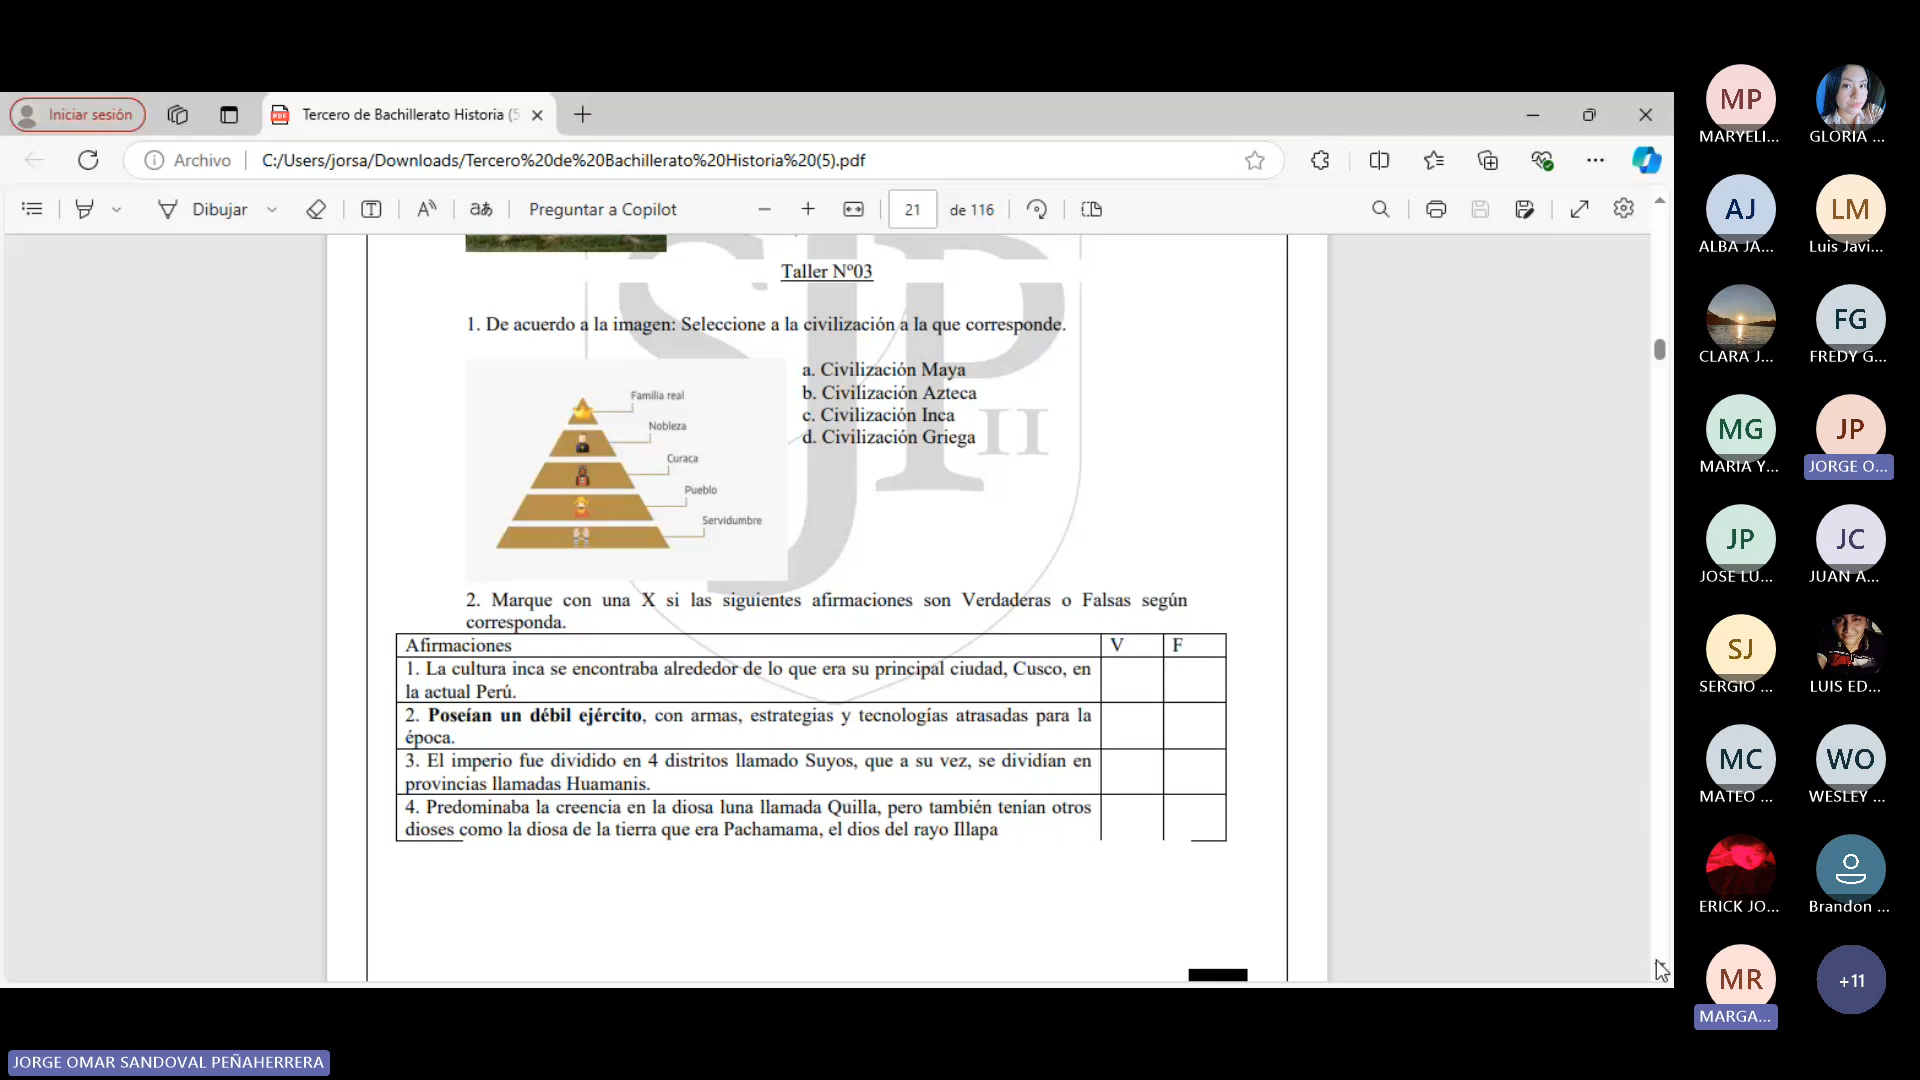 Iniciar sesión
Tercero de Bachillerato Historia (5
Archivo
C:/Users/jorsa/Downloads/Tercero%20de%20Bachillerato%20Historia%20(5).pdf
Dibujar
Preguntar a Copilot
21
de 116
Taller Nº03
1. De acuerdo a la imagen: Seleccione a la civilización a la que corresponde.
Familia real
Nobleza
Curaca
Pueblo
Servidumbre
a. Civilización Maya
b. Civilización Azteca
c. Civilización Inca
d. Civilización Griega
SJP
II
2. Marque con una X si las siguientes afirmaciones son Verdaderas o Falsas según
corresponda.
Afirmaciones V F
1. La cultura inca se encontraba alrededor de lo que era su principal ciudad, Cusco, en
la actual Perú.
2. Poseían un débil ejército, con armas, estrategias y tecnologías atrasadas para la
época.
3. El imperio fue dividido en 4 distritos llamado Suyos, que a su vez, se dividían en
provincias llamadas Huamanis.
4. Predominaba la creencia en la diosa luna llamada Quilla, pero también tenían otros
dioses como la diosa de la tierra que era Pachamama, el dios del rayo Illapa
MP
MARYELI...
GLORIA ...
AJ
ALBA JA...
LM
Luis Javi...
CLARA J...
FG
FREDY G...
MG
MARIA Y...
JP
JORGE O...
JP
JOSE LU...
JC
JUAN A...
SJ
SERGIO ...
LUIS ED...
MC
MATEO ...
WO
WESLEY ...
ERICK JO...
Brandon ...
MR
MARGA...
+11
JORGE OMAR SANDOVAL PEÑAHERRERA